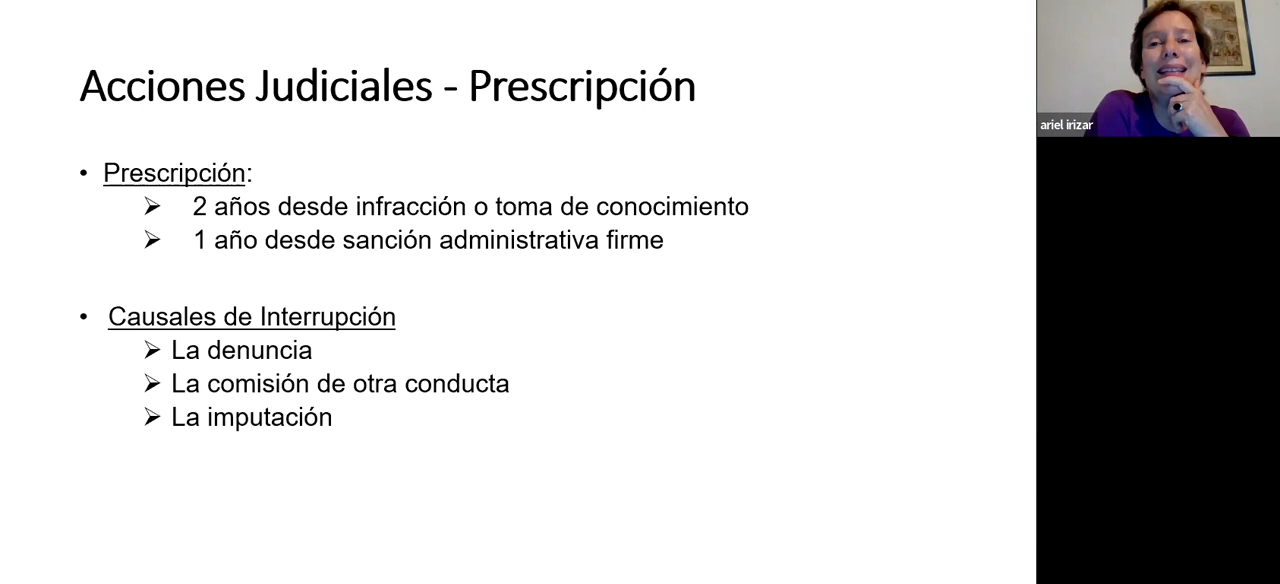 Acciones Judiciales - Prescripción
• Prescripción:
➢ 2 años desde infracción o toma de conocimiento
➢ 1 año desde sanción administrativa firme
• Causales de Interrupción
➢ La denuncia
➢ La comisión de otra conducta
➢ La imputación
ariel irizar